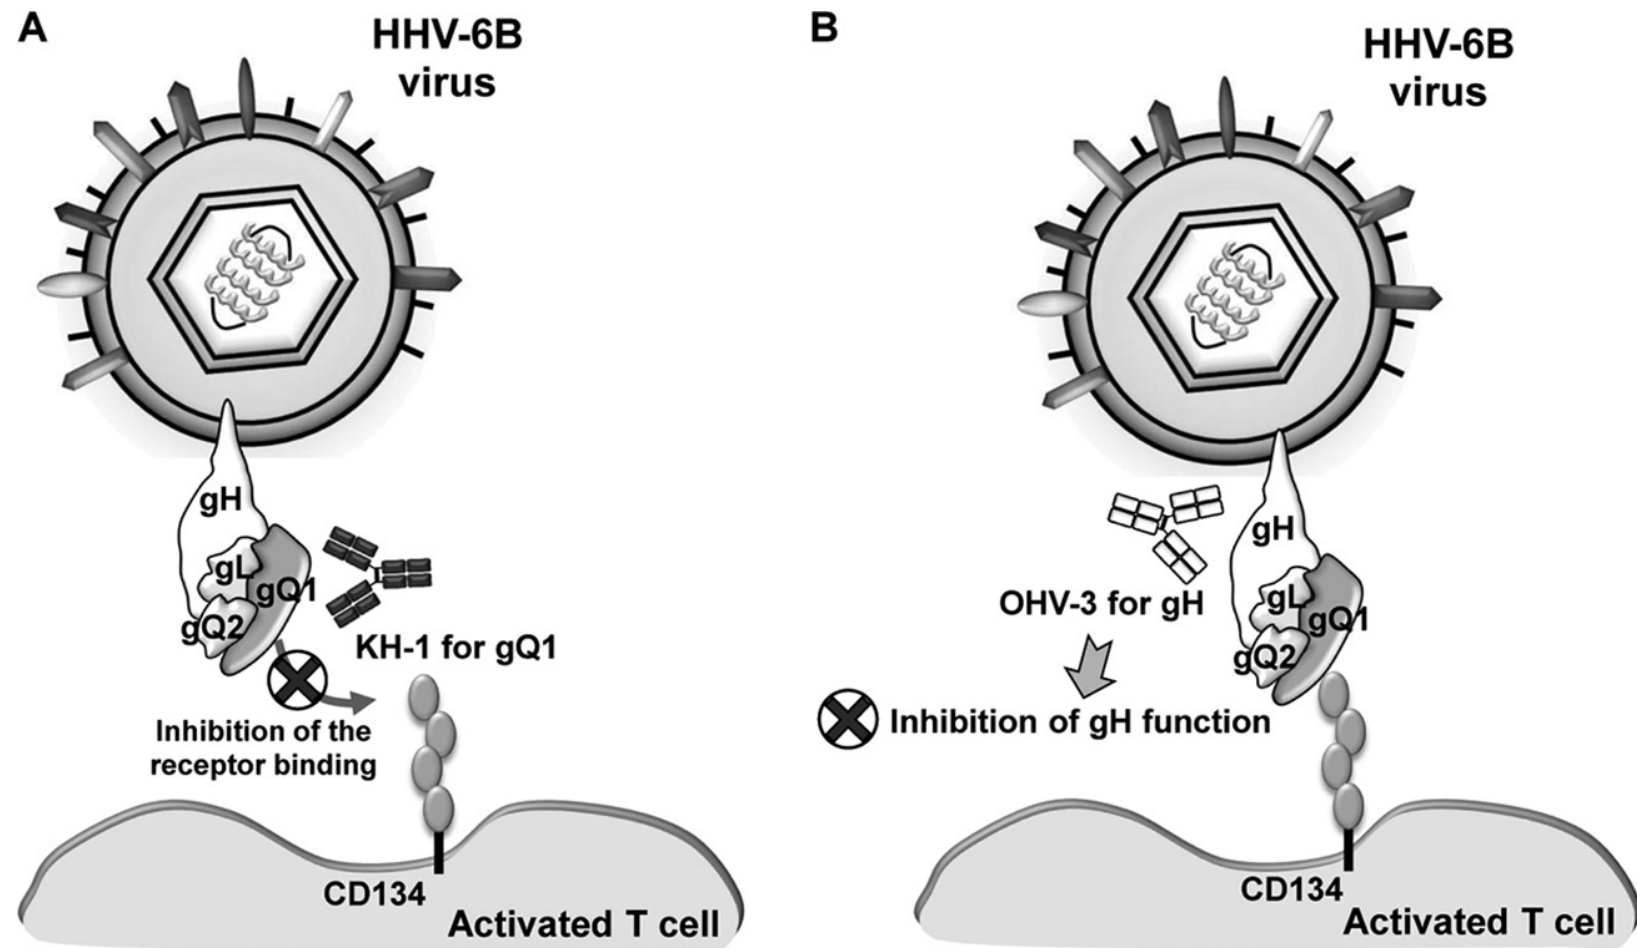 A
HHV-6B
virus
gH
gL
gQ1
gQ2
KH-1 for gQ1
Inhibition of the
receptor binding
CD134
Activated T cell
B
HHV-6B
virus
gH
OHV-3 for gH
gL
gQ1
gQ2
Inhibition of gH function
CD134
Activated T cell